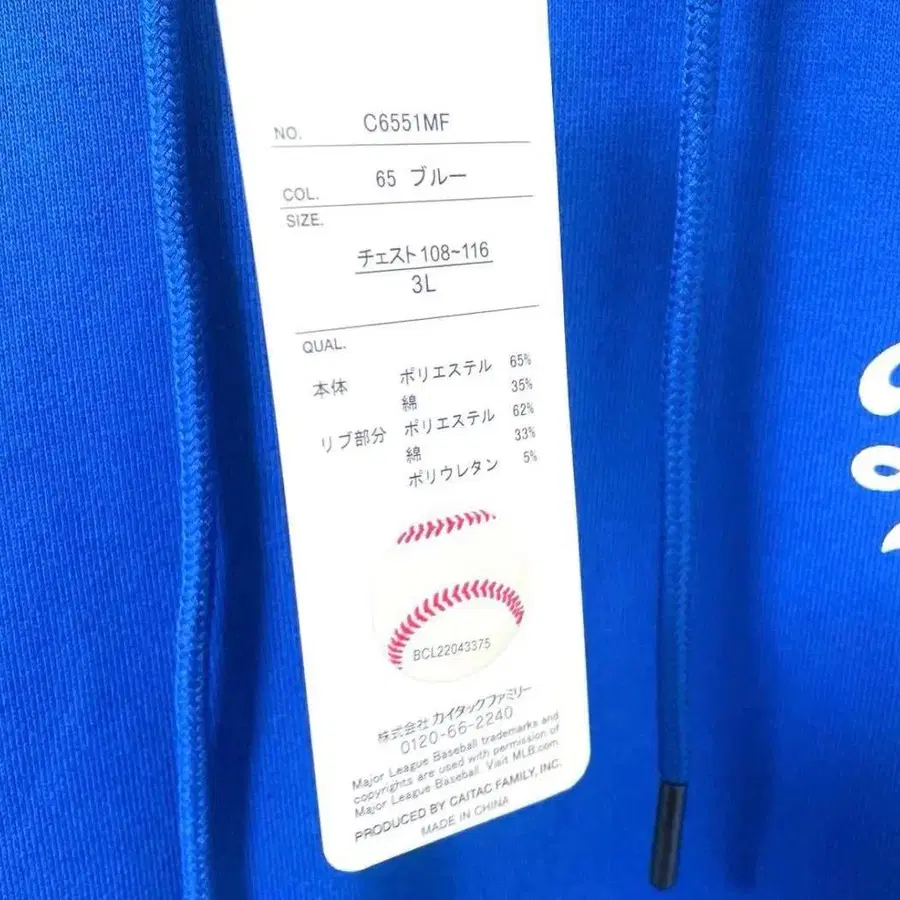 NO. C6551MF
COL. 65 ブルー
SIZE.
チェスト108~116
3L
QUAL.
本体 ポリエステル 65%
綿 35%
リブ部分 ポリエステル 62%
綿 33%
ポリウレタン 5%
BCL22043375
株式会社 カイタックファミリー
0120-66-2240
Major League Baseball trademarks and
copyrights are used with permission of
Major League Baseball. Visit MLB.com
PRODUCED BY CAITAC FAMILY, INC.
MADE IN CHINA